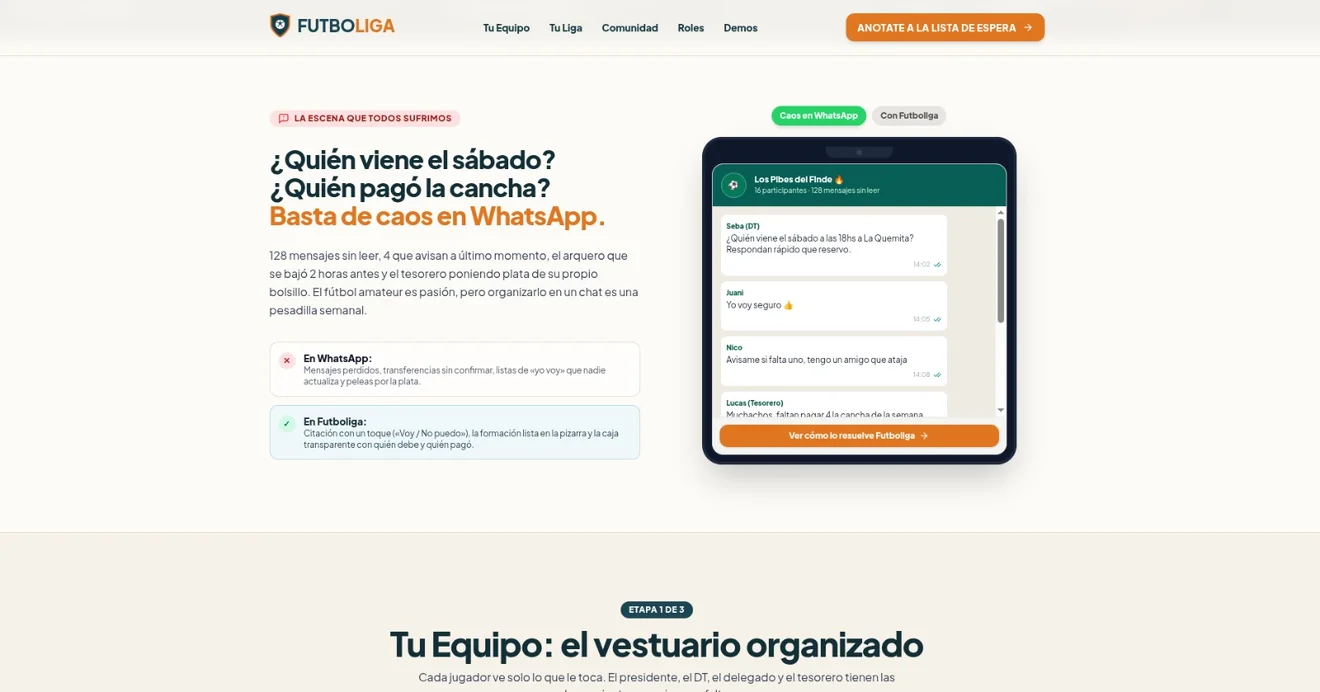 FUTBOLIGA
Tu Equipo
Tu Liga
Comunidad
Roles
Demos
ANOTATE A LA LISTA DE ESPERA →
LA ESCENA QUE TODOS SUFRIMOS
¿Quién viene el sábado?
¿Quién pagó la cancha?
Basta de caos en WhatsApp.
128 mensajes sin leer, 4 que avisan a último momento, el arquero que
se bajó 2 horas antes y el tesorero poniendo plata de su propio
bolsillo. El fútbol amateur es pasión, pero organizarlo en un chat es una
pesadilla semanal.
En WhatsApp:
Mensajes perdidos, transferencias sin confirmar, listas de «yo voy» que nadie
actualiza y peleas por la plata.
En Futboliga:
Citación con un toque («Voy / No puedo»), la formación lista en la pizarra y la caja
transparente con quién debe y quién pagó.
Caos en WhatsApp
Con Futboliga
Los Pibes del Finde 🔥
16 participantes · 128 mensajes sin leer
Seba (DT)
¿Quién viene el sábado a las 18hs a La Quemita?
Respondan rápido que reservo.
14:02
Juani
Yo voy seguro 👍
14:05
Nico
Avisame si falta uno, tengo un amigo que ataja
14:08
Lucas (Tesorero)
Muchachos, faltan pagar 4 la cancha de la semana
Ver cómo lo resuelve Futboliga →
ETAPA 1 DE 3
Tu Equipo: el vestuario organizado
Cada jugador ve solo lo que le toca. El presidente, el DT, el delegado y el tesorero tienen las